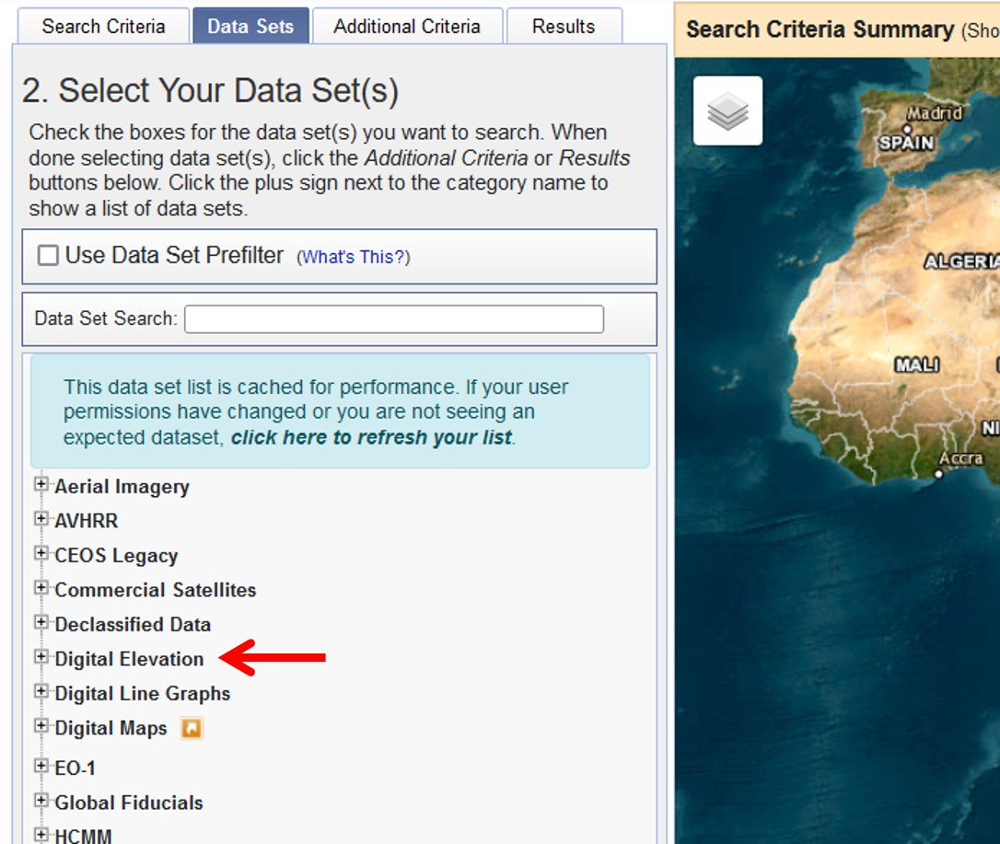 Search Criteria
Data Sets
Additional Criteria
Results
Search Criteria Summary (Sho
2. Select Your Data Set(s)
Check the boxes for the data set(s) you want to search. When
done selecting data set(s), click the Additional Criteria or Results
buttons below. Click the plus sign next to the category name to
show a list of data sets.
Use Data Set Prefilter (What's This?)
Data Set Search:
This data set list is cached for performance. If your user
permissions have changed or you are not seeing an
expected dataset, click here to refresh your list.
Aerial Imagery
AVHRR
CEOS Legacy
Commercial Satellites
Declassified Data
Digital Elevation
Digital Line Graphs
Digital Maps
EO-1
Global Fiducials
HCMM
Madrid
SPAIN
ALGERIA
MALI
NI
Accra